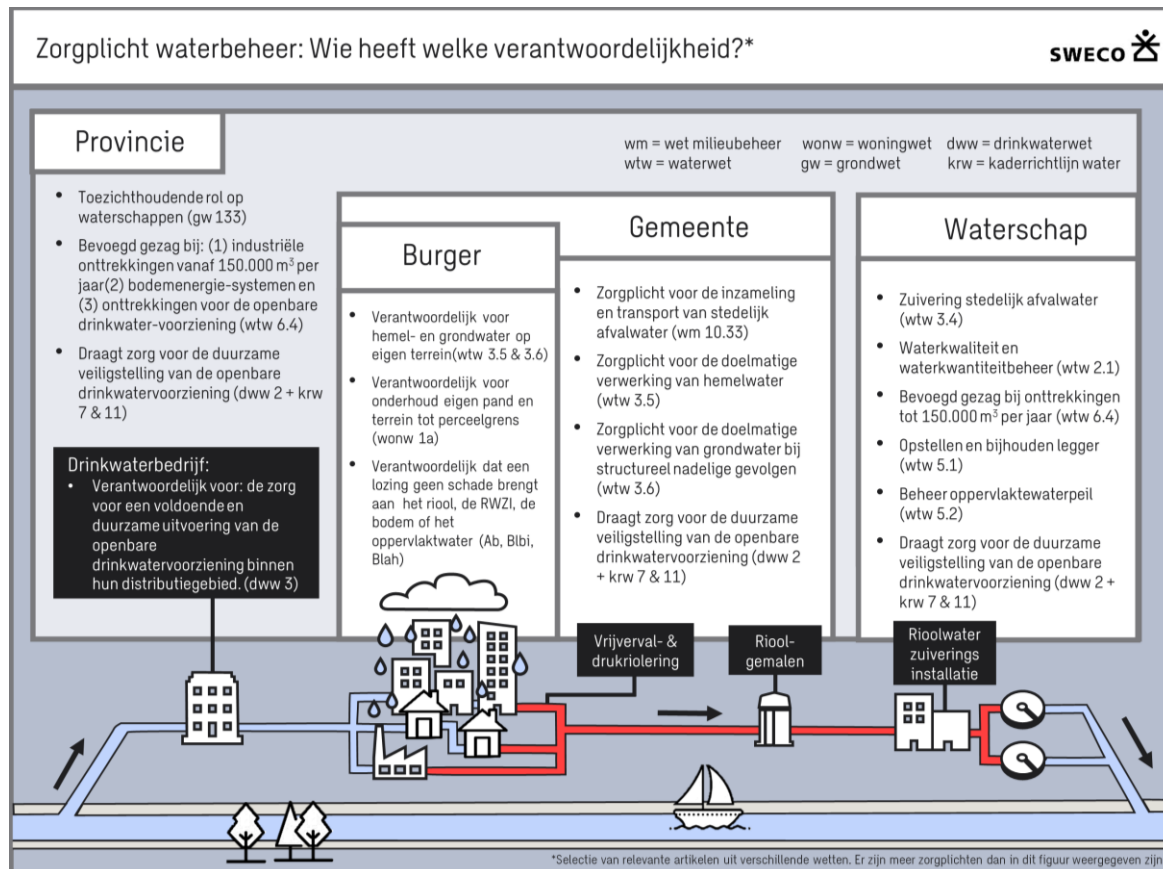 Zorgplicht waterbeheer: Wie heeft welke verantwoordelijkheid?*
SWECO
Provincie
wm = wet milieubeheer
wtw = waterwet
wonw = woningwet
gw = grondwet
dww = drinkwaterwet
krw = kaderrichtlijn water
• Toezichthoudende rol op
waterschappen (gw 133)
• Bevoegd gezag bij: (1) industriële
onttrekkingen vanaf 150.000 m³ per
jaar(2) bodemenergie-systemen en
(3) onttrekkingen voor de openbare
drinkwater-voorziening (wtw 6.4)
• Draagt zorg voor de duurzame
veiligstelling van de openbare
drinkwatervoorziening (dww 2 + krw
7 & 11)
Drinkwaterbedrijf:
• Verantwoordelijk voor: de zorg
voor een voldoende en
duurzame uitvoering van de
openbare
drinkwatervoorziening binnen
hun distributiegebied. (dww 3)
Burger
• Verantwoordelijk voor
hemel- en grondwater op
eigen terrein(wtw 3.5 & 3.6)
• Verantwoordelijk voor
onderhoud eigen pand en
terrein tot perceelgrens
(wonw 1a)
• Verantwoordelijk dat een
lozing geen schade brengt
aan het riool, de RWZI, de
bodem of het
oppervlaktwater (Ab, Blbi,
Blah)
Gemeente
• Zorgplicht voor de inzameling
en transport van stedelijk
afvalwater (wm 10.33)
• Zorgplicht voor de doelmatige
verwerking van hemelwater
(wtw 3.5)
• Zorgplicht voor de doelmatige
verwerking van grondwater bij
structureel nadelige gevolgen
(wtw 3.6)
• Draagt zorg voor de duurzame
veiligstelling van de openbare
drinkwatervoorziening (dww 2
+ krw 7 & 11)
Waterschap
• Zuivering stedelijk afvalwater
(wtw 3.4)
• Waterkwaliteit en
waterkwantiteitbeheer (wtw 2.1)
• Bevoegd gezag bij onttrekkingen
tot 150.000 m³ per jaar (wtw 6.4)
• Opstellen en bijhouden legger
(wtw 5.1)
• Beheer oppervlaktewaterpeil
(wtw 5.2)
• Draagt zorg voor de duurzame
veiligstelling van de openbare
drinkwatervoorziening (dww 2 +
krw 7 & 11)
Vrijverval- &
drukriolering
Riool-
gemalen
Rioolwater
zuiverings
installatie
*Selectie van relevante artikelen uit verschillende wetten. Er zijn meer zorgplichten dan in dit figuur weergegeven zijn